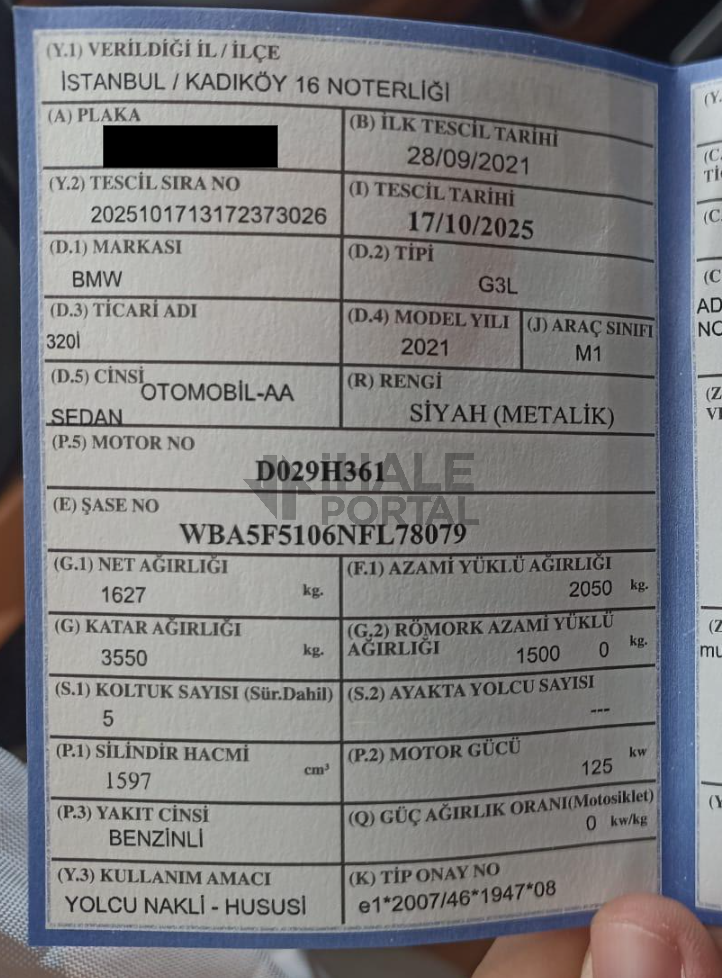 (Y.1) VERİLDİĞİ İL / İLÇE
İSTANBUL / KADIKÖY 16 NOTERLİĞİ
(A) PLAKA
(B) İLK TESCİL TARİHİ
28/09/2021
(Y.2) TESCİL SIRA NO
2025101713172373026
(I) TESCİL TARİHİ
17/10/2025
(D.1) MARKASI
BMW
(D.2) TİPİ
G3L
(D.3) TİCARİ ADI
320İ
(D.4) MODEL YILI
2021
(J) ARAÇ SINIFI
M1
(D.5) CİNSİ
OTOMOBİL-AA
SEDAN
(R) RENGİ
SİYAH (METALİK)
(P.5) MOTOR NO
D029H361
İHALE
PORTAL
(E) ŞASE NO
WBA5F5106NFL78079
(G.1) NET AĞIRLIĞI
1627 kg.
(F.1) AZAMİ YÜKLÜ AĞIRLIĞI
2050 kg.
(G) KATAR AĞIRLIĞI
3550 kg.
(G.2) RÖMORK AZAMİ YÜKLÜ
AĞIRLIĞI 1500 0 kg.
(S.1) KOLTUK SAYISI (Sür.Dahil)
5
(S.2) AYAKTA YOLCU SAYISI
---
(P.1) SİLİNDİR HACMİ
1597 cm³
(P.2) MOTOR GÜCÜ
125 kw
(P.3) YAKIT CİNSİ
BENZİNLİ
(Q) GÜÇ AĞIRLIK ORANI(Motosiklet)
0 kw/kg
(Y.3) KULLANIM AMACI
YOLCU NAKLİ - HUSUSİ
(K) TİP ONAY NO
e1*2007/46*1947*08